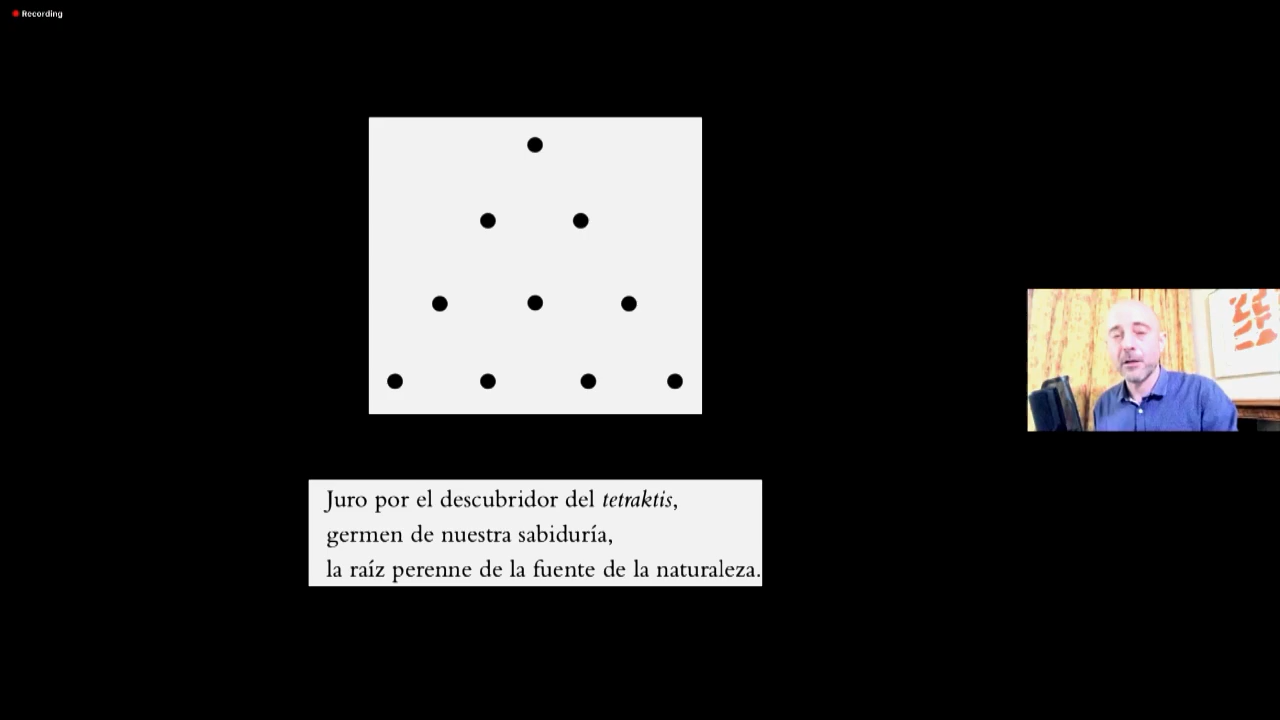 Recording
Juro por el descubridor del tetraktis,
germen de nuestra sabiduría,
la raíz perenne de la fuente de la naturaleza.